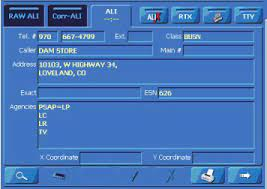 RAW ALI Corr-ALI ALI --:-- ALI RTX TTY
Tel. # 970 667-4799 Ext. Class BUSN
Caller DAM STORE Main #
Address 10103, W HIGHWAY 34,
LOVELAND, CO
Exact ESN 626
Agencies PSAP=LP
LC
LR
TV
X Coordinate Y Coordinate